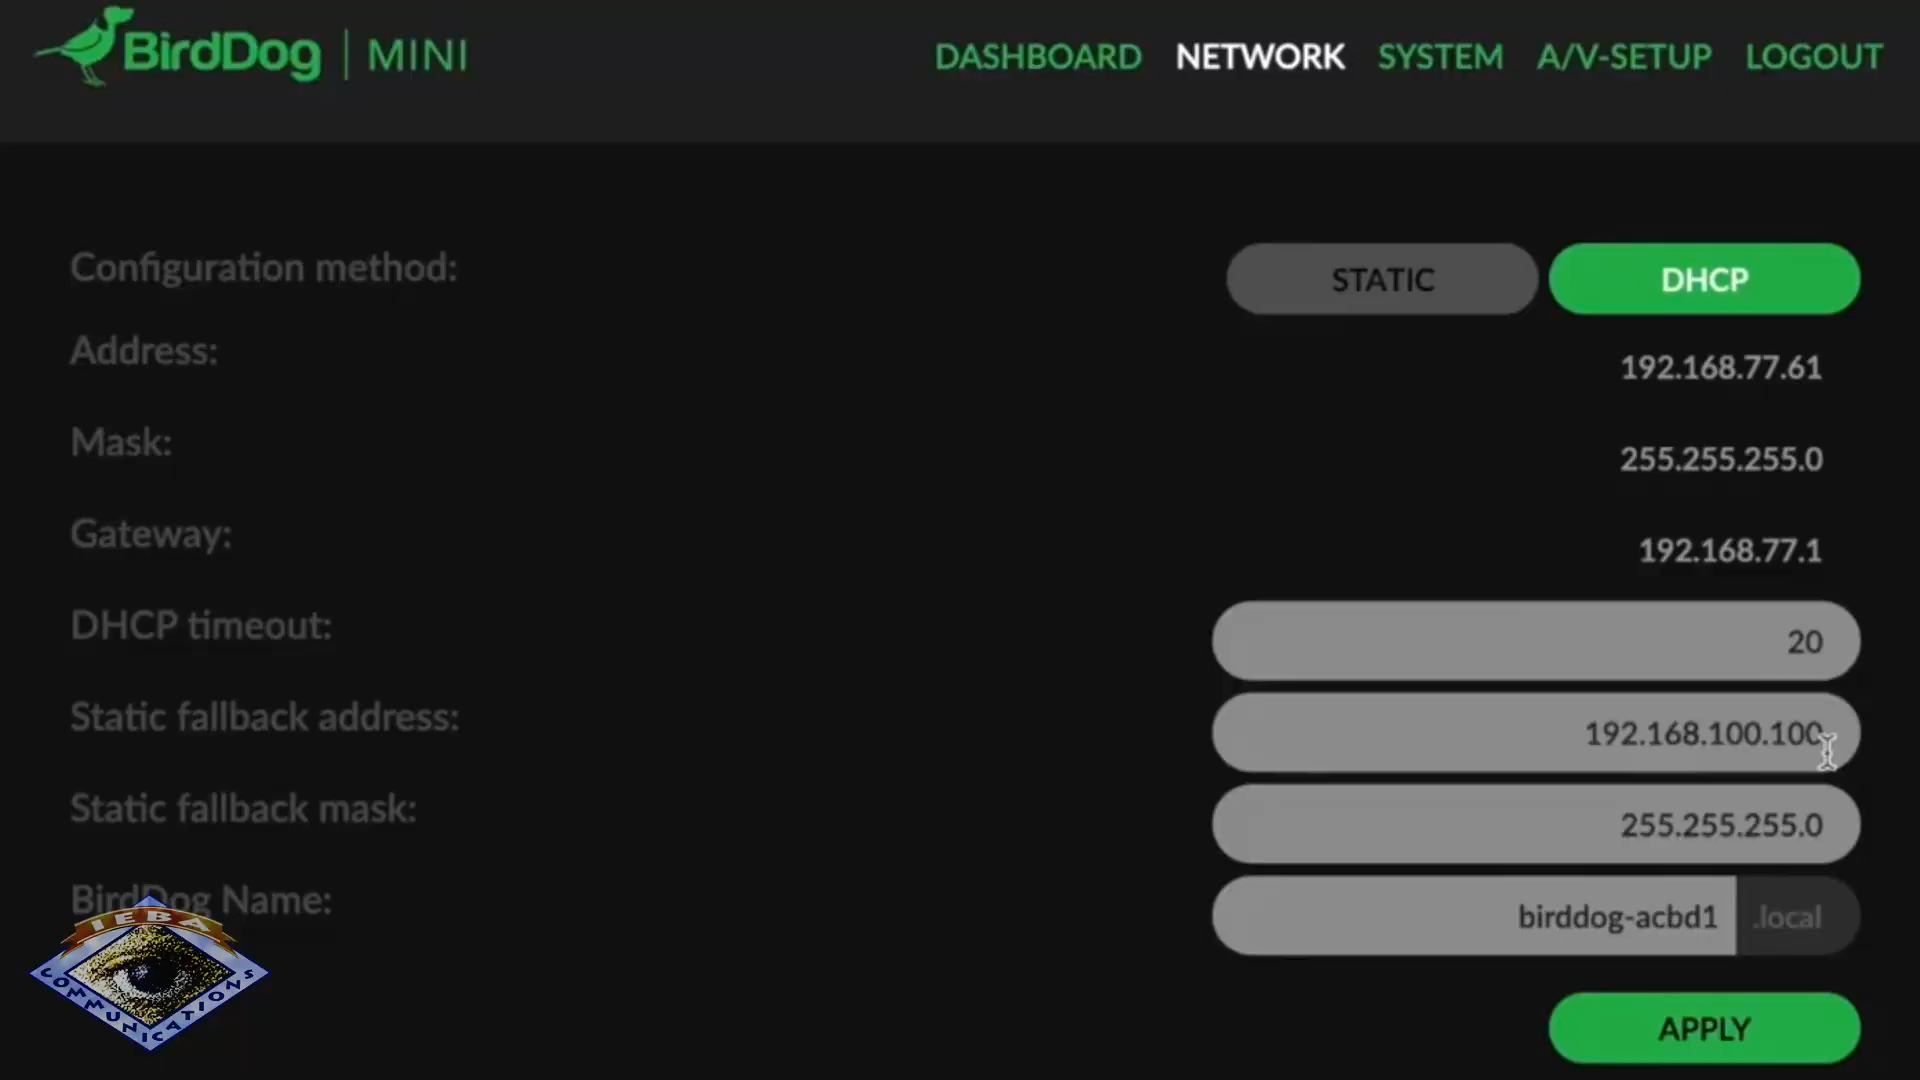 BirdDog | MINI
DASHBOARD NETWORK SYSTEM A/V-SETUP LOGOUT
Configuration method: STATIC DHCP
Address: 192.168.77.61
Mask: 255.255.255.0
Gateway: 192.168.77.1
DHCP timeout: 20
Static fallback address: 192.168.100.100
Static fallback mask: 255.255.255.0
BirdDog Name: birddog-acbd1 .local
APPLY
IEBA
COMMUNICATIONS